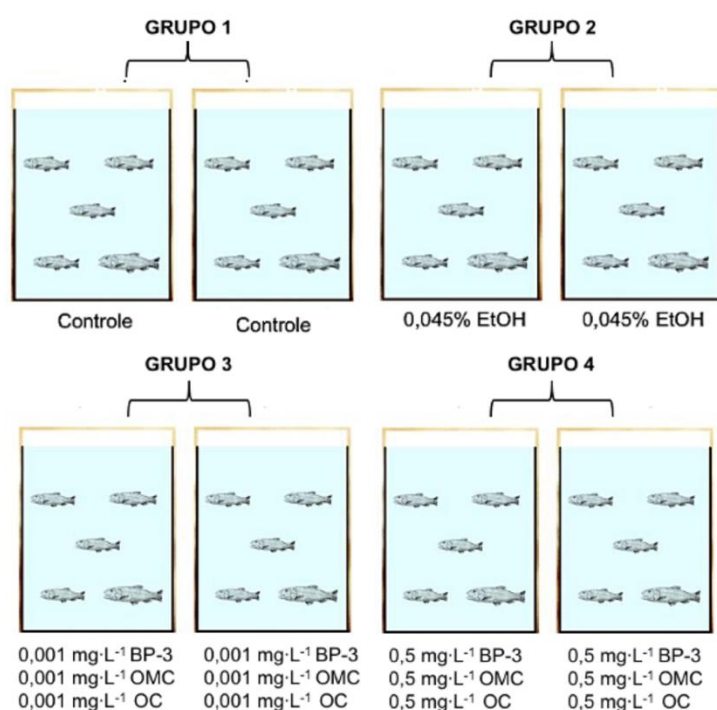 GRUPO 1
GRUPO 2
Controle
Controle
0,045% EtOH
0,045% EtOH
GRUPO 3
GRUPO 4
0,001 mg·L⁻¹ BP-3
0,001 mg·L⁻¹ OMC
0,001 mg·L⁻¹ OC
0,001 mg·L⁻¹ BP-3
0,001 mg·L⁻¹ OMC
0,001 mg·L⁻¹ OC
0,5 mg·L⁻¹ BP-3
0,5 mg·L⁻¹ OMC
0,5 mg·L⁻¹ OC
0,5 mg·L⁻¹ BP-3
0,5 mg·L⁻¹ OMC
0,5 mg·L⁻¹ OC